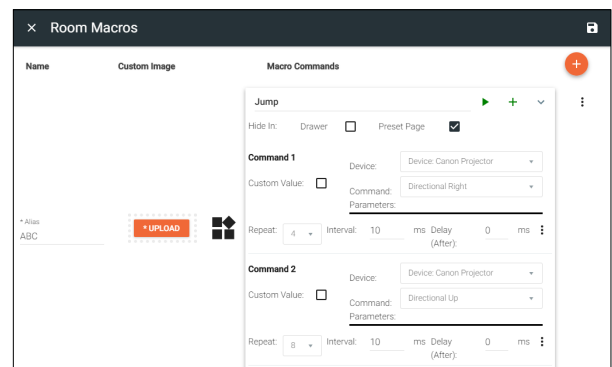 × Room Macros
Name Custom Image Macro Commands
Jump
Hide In: Drawer Preset Page
Command 1
Device: Device: Canon Projector
Custom Value:
Command: Directional Right
Parameters:
* Alias
ABC
* UPLOAD
Repeat: 4 Interval: 10 ms Delay (After): 0 ms
Command 2
Device: Device: Canon Projector
Custom Value:
Command: Directional Up
Parameters:
Repeat: 8 Interval: 10 ms Delay (After): 0 ms